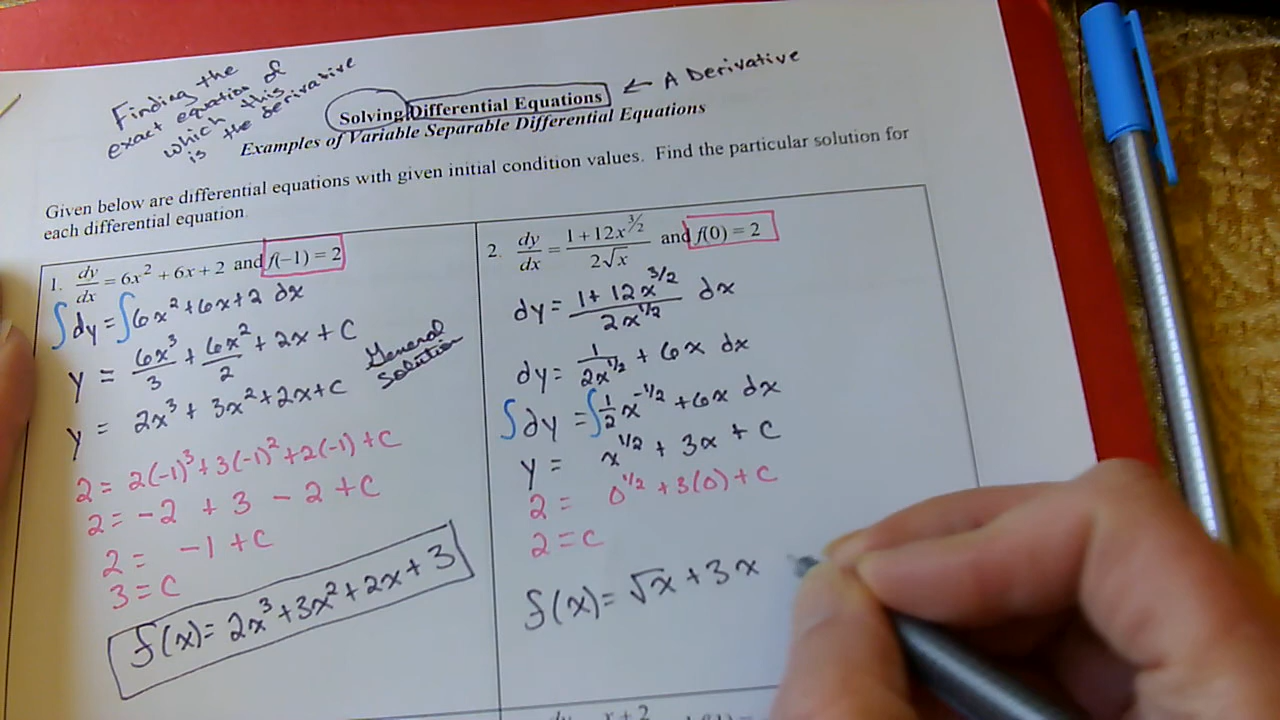 Finding the
exact equation of
which this
is the derivative
Solving Differential Equations ← A Derivative
Examples of Variable Separable Differential Equations
Given below are differential equations with given initial condition values. Find the particular solution for
each differential equation.
1. dy/dx = 6x² + 6x + 2 and f(−1) = 2
∫dy = ∫6x² + 6x + 2 dx
y = 6x³/3 + 6x²/2 + 2x + C
General
Solution
y = 2x³ + 3x² + 2x + C
2 = 2(-1)³ + 3(-1)² + 2(-1) + C
2 = -2 + 3 - 2 + C
2 = -1 + C
3 = C
f(x) = 2x³ + 3x² + 2x + 3
2. dy/dx = (1 + 12x^3/2)/(2√x) and f(0) = 2
dy = (1 + 12x^3/2)/(2x^1/2) dx
dy = 1/(2x^1/2) + 6x dx
∫dy = ∫1/2 x^-1/2 + 6x dx
y = x^1/2 + 3x + C
2 = 0^1/2 + 3(0) + C
2 = C
f(x) = √x + 3x
dy x + 2